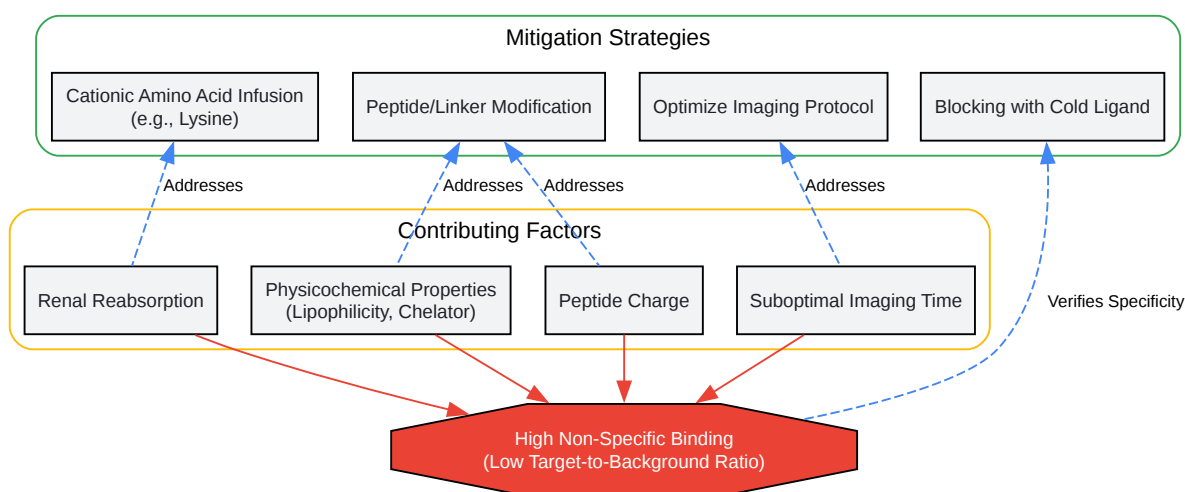 Mitigation Strategies
Cationic Amino Acid Infusion
(e.g., Lysine)
Peptide/Linker Modification
Optimize Imaging Protocol
Blocking with Cold Ligand
Addresses
Addresses
Addresses
Addresses
Contributing Factors
Renal Reabsorption
Physicochemical Properties
(Lipophilicity, Chelator)
Peptide Charge
Suboptimal Imaging Time
Verifies Specificity
High Non-Specific Binding
(Low Target-to-Background Ratio)